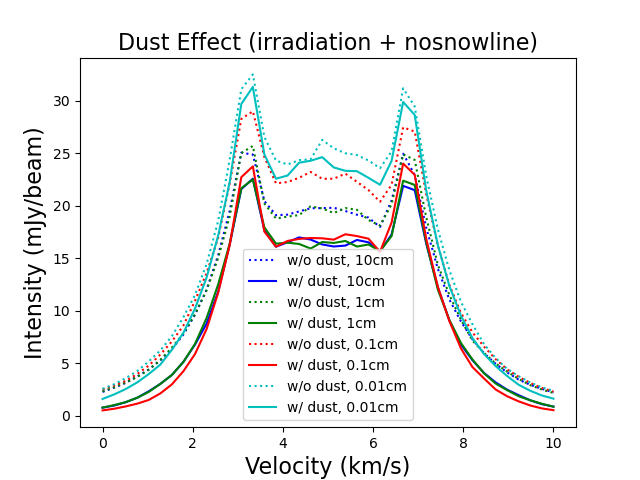 Dust Effect (irradiation + nosnowline)
Intensity (mJy/beam)
30
25
20
15
10
5
0
w/o dust, 10cm
w/ dust, 10cm
w/o dust, 1cm
w/ dust, 1cm
w/o dust, 0.1cm
w/ dust, 0.1cm
w/o dust, 0.01cm
w/ dust, 0.01cm
0 2 4 6 8 10
Velocity (km/s)